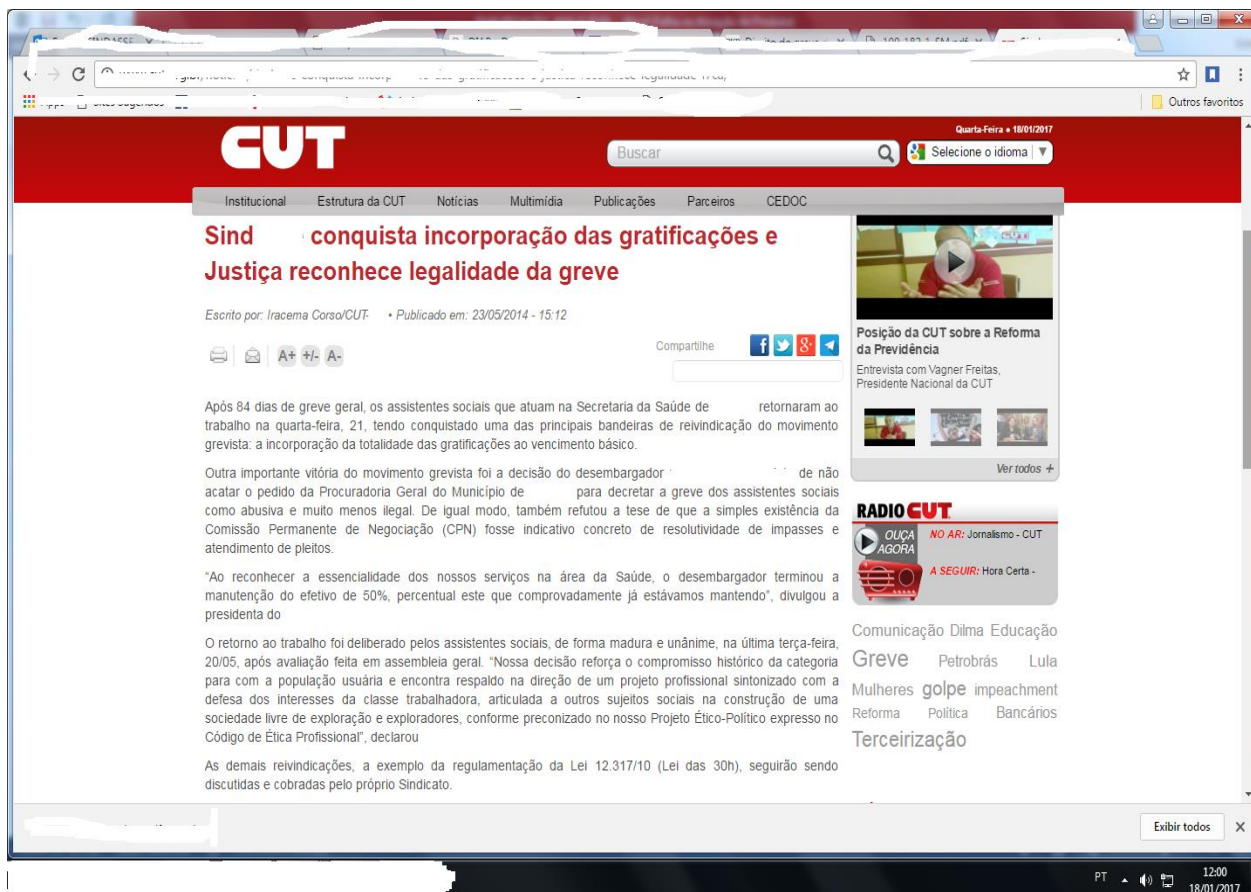 Outros favoritos
CUT
Quarta-Feira • 18/01/2017
Buscar
Selecione o idioma ▼
Institucional Estrutura da CUT Notícias Multimídia Publicações Parceiros CEDOC
Sind conquista incorporação das gratificações e
Justiça reconhece legalidade da greve
Escrito por: Iracema Corso/CUT- • Publicado em: 23/05/2014 - 15:12
A+ +/- A-
Compartilhe
Após 84 dias de greve geral, os assistentes sociais que atuam na Secretaria da Saúde de retornaram ao
trabalho na quarta-feira, 21, tendo conquistado uma das principais bandeiras de reivindicação do movimento
grevista: a incorporação da totalidade das gratificações ao vencimento básico.
Outra importante vitória do movimento grevista foi a decisão do desembargador de não
acatar o pedido da Procuradoria Geral do Município de para decretar a greve dos assistentes sociais
como abusiva e muito menos ilegal. De igual modo, também refutou a tese de que a simples existência da
Comissão Permanente de Negociação (CPN) fosse indicativo concreto de resolutividade de impasses e
atendimento de pleitos.
“Ao reconhecer a essencialidade dos nossos serviços na área da Saúde, o desembargador terminou a
manutenção do efetivo de 50%, percentual este que comprovadamente já estávamos mantendo”, divulgou a
presidenta do
O retorno ao trabalho foi deliberado pelos assistentes sociais, de forma madura e unânime, na última terça-feira,
20/05, após avaliação feita em assembleia geral. “Nossa decisão reforça o compromisso histórico da categoria
para com a população usuária e encontra respaldo na direção de um projeto profissional sintonizado com a
defesa dos interesses da classe trabalhadora, articulada a outros sujeitos sociais na construção de uma
sociedade livre de exploração e exploradores, conforme preconizado no nosso Projeto Ético-Político expresso no
Código de Ética Profissional”, declarou
As demais reivindicações, a exemplo da regulamentação da Lei 12.317/10 (Lei das 30h), seguirão sendo
discutidas e cobradas pelo próprio Sindicato.
Posição da CUT sobre a Reforma
da Previdência
Entrevista com Vagner Freitas,
Presidente Nacional da CUT
Ver todos +
RADIO CUT
OUÇA AGORA
NO AR: Jornalismo - CUT
A SEGUIR: Hora Certa -
Comunicação Dilma Educação
Greve Petrobrás Lula
Mulheres golpe impeachment
Reforma Política Bancários
Terceirização
Exibir todos
PT
12:00
18/01/2017